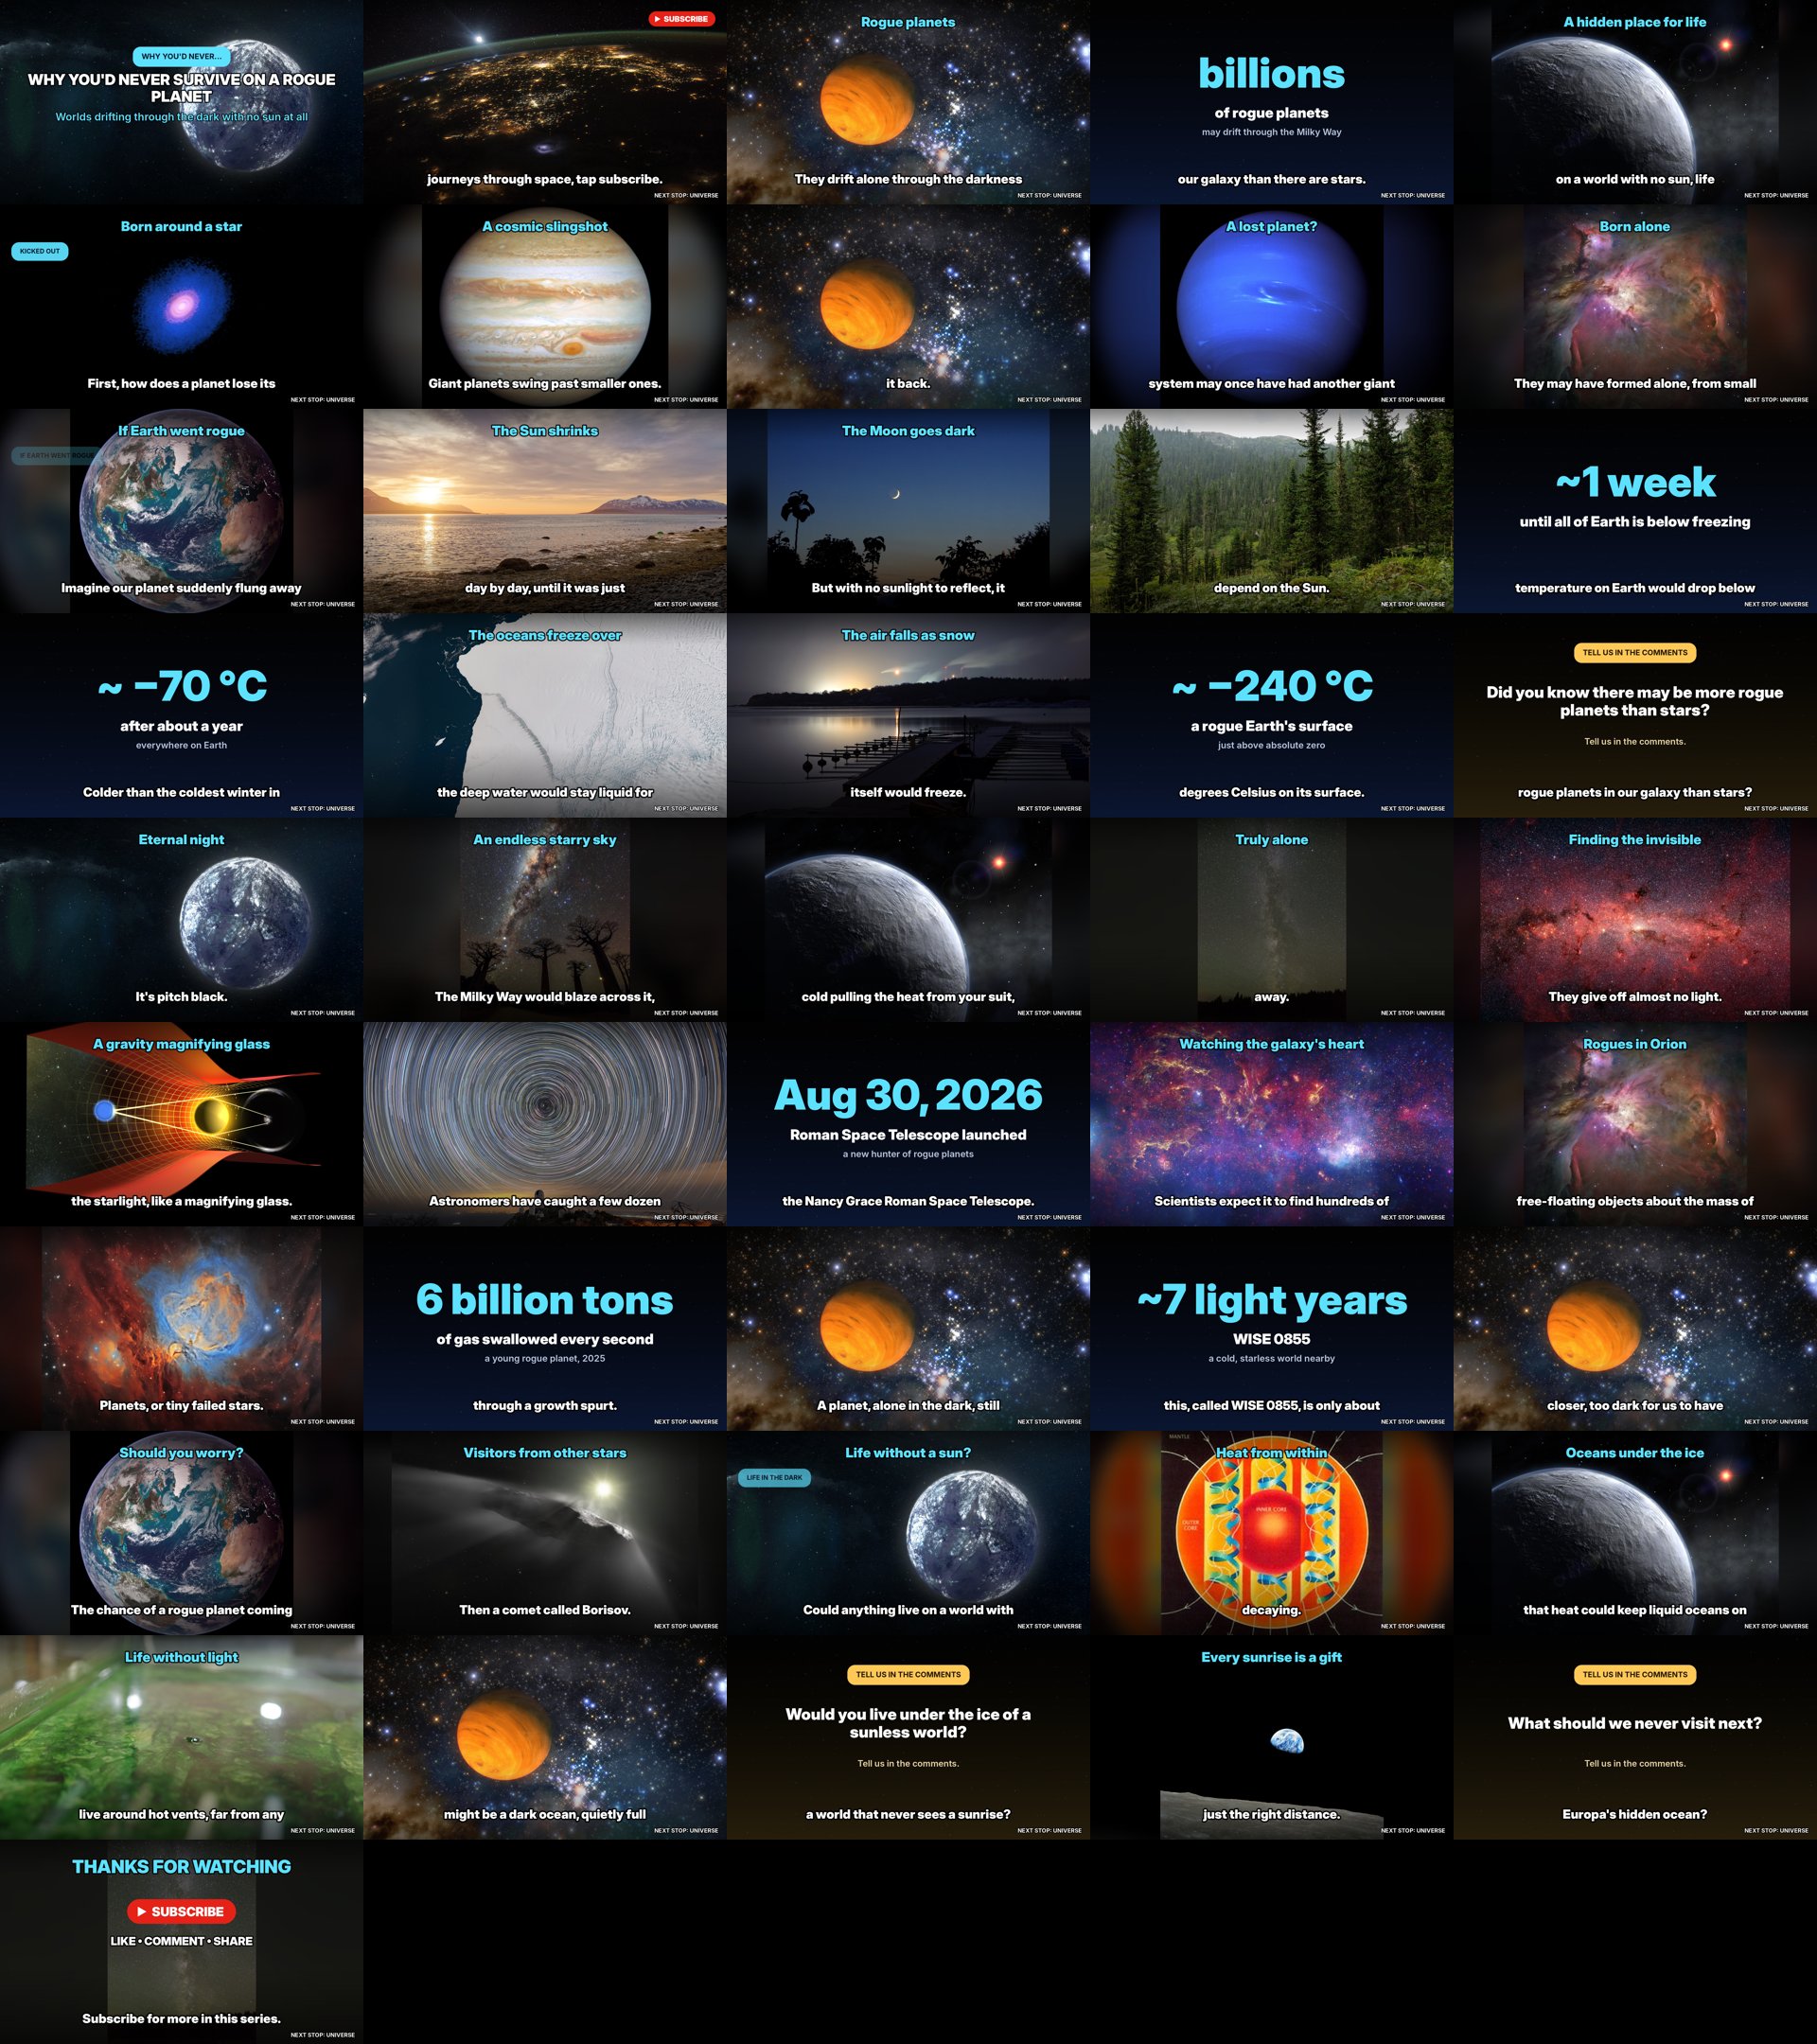 WHY YOU'D NEVER...
WHY YOU'D NEVER SURVIVE ON A ROGUE
PLANET
Worlds drifting through the dark with no sun at all
SUBSCRIBE
journeys through space, tap subscribe.
NEXT STOP: UNIVERSE
Rogue planets
They drift alone through the darkness
NEXT STOP: UNIVERSE
billions
of rogue planets
may drift through the Milky Way
our galaxy than there are stars.
NEXT STOP: UNIVERSE
A hidden place for life
on a world with no sun, life
NEXT STOP: UNIVERSE
Born around a star
KICKED OUT
First, how does a planet lose its
NEXT STOP: UNIVERSE
A cosmic slingshot
Giant planets swing past smaller ones.
NEXT STOP: UNIVERSE
it back.
NEXT STOP: UNIVERSE
A lost planet?
system may once have had another giant
NEXT STOP: UNIVERSE
Born alone
They may have formed alone, from small
NEXT STOP: UNIVERSE
If Earth went rogue
IF EARTH WENT ROGUE
Imagine our planet suddenly flung away
NEXT STOP: UNIVERSE
The Sun shrinks
day by day, until it was just
NEXT STOP: UNIVERSE
The Moon goes dark
But with no sunlight to reflect, it
NEXT STOP: UNIVERSE
depend on the Sun.
NEXT STOP: UNIVERSE
~1 week
until all of Earth is below freezing
temperature on Earth would drop below
NEXT STOP: UNIVERSE
~ −70 °C
after about a year
everywhere on Earth
Colder than the coldest winter in
NEXT STOP: UNIVERSE
The oceans freeze over
the deep water would stay liquid for
NEXT STOP: UNIVERSE
The air falls as snow
itself would freeze.
NEXT STOP: UNIVERSE
~ −240 °C
a rogue Earth's surface
just above absolute zero
degrees Celsius on its surface.
NEXT STOP: UNIVERSE
TELL US IN THE COMMENTS
Did you know there may be more rogue
planets than stars?
Tell us in the comments.
rogue planets in our galaxy than stars?
NEXT STOP: UNIVERSE
Eternal night
It's pitch black.
NEXT STOP: UNIVERSE
An endless starry sky
The Milky Way would blaze across it,
NEXT STOP: UNIVERSE
cold pulling the heat from your suit,
NEXT STOP: UNIVERSE
Truly alone
away.
NEXT STOP: UNIVERSE
Finding the invisible
They give off almost no light.
NEXT STOP: UNIVERSE
A gravity magnifying glass
the starlight, like a magnifying glass.
NEXT STOP: UNIVERSE
Astronomers have caught a few dozen
NEXT STOP: UNIVERSE
Aug 30, 2026
Roman Space Telescope launched
a new hunter of rogue planets
the Nancy Grace Roman Space Telescope.
NEXT STOP: UNIVERSE
Watching the galaxy's heart
Scientists expect it to find hundreds of
NEXT STOP: UNIVERSE
Rogues in Orion
free-floating objects about the mass of
NEXT STOP: UNIVERSE
Planets, or tiny failed stars.
NEXT STOP: UNIVERSE
6 billion tons
of gas swallowed every second
a young rogue planet, 2025
through a growth spurt.
NEXT STOP: UNIVERSE
A planet, alone in the dark, still
NEXT STOP: UNIVERSE
~7 light years
WISE 0855
a cold, starless world nearby
this, called WISE 0855, is only about
NEXT STOP: UNIVERSE
closer, too dark for us to have
NEXT STOP: UNIVERSE
Should you worry?
The chance of a rogue planet coming
NEXT STOP: UNIVERSE
Visitors from other stars
Then a comet called Borisov.
NEXT STOP: UNIVERSE
Life without a sun?
LIFE IN THE DARK
Could anything live on a world with
NEXT STOP: UNIVERSE
MANTLE
Heat from within
INNER CORE
OUTER
CORE
decaying.
NEXT STOP: UNIVERSE
Oceans under the ice
that heat could keep liquid oceans on
NEXT STOP: UNIVERSE
Life without light
live around hot vents, far from any
NEXT STOP: UNIVERSE
might be a dark ocean, quietly full
NEXT STOP: UNIVERSE
TELL US IN THE COMMENTS
Would you live under the ice of a
sunless world?
Tell us in the comments.
a world that never sees a sunrise?
NEXT STOP: UNIVERSE
Every sunrise is a gift
just the right distance.
NEXT STOP: UNIVERSE
TELL US IN THE COMMENTS
What should we never visit next?
Tell us in the comments.
Europa's hidden ocean?
NEXT STOP: UNIVERSE
THANKS FOR WATCHING
SUBSCRIBE
LIKE • COMMENT • SHARE
Subscribe for more in this series.
NEXT STOP: UNIVERSE